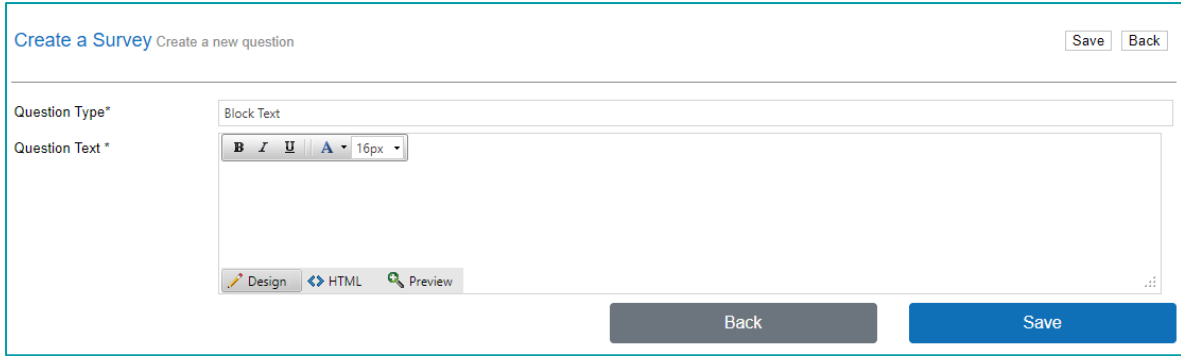 Create a Survey Create a new question Save Back
Question Type* Block Text
Question Text * B I U A 16px
Design HTML Preview
Back Save